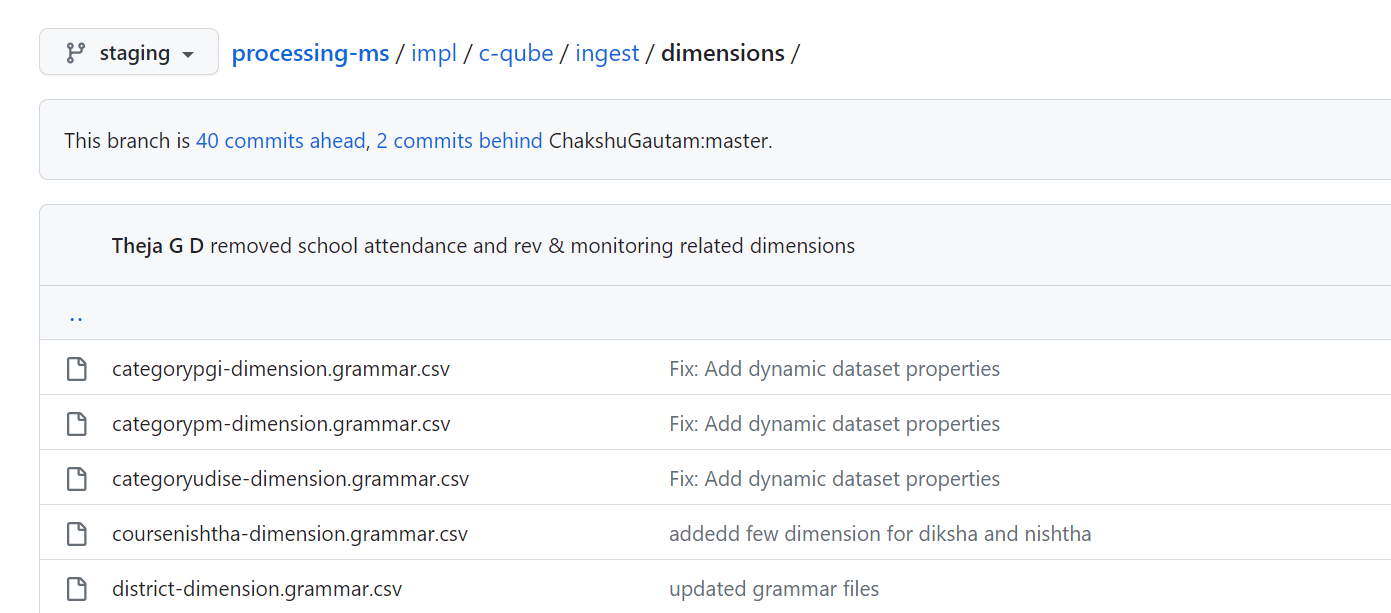 staging processing-ms / impl / c-qube / ingest / dimensions /
This branch is 40 commits ahead, 2 commits behind ChakshuGautam:master.
Theja G D removed school attendance and rev & monitoring related dimensions
..
categorypgi-dimension.grammar.csv Fix: Add dynamic dataset properties
categorypm-dimension.grammar.csv Fix: Add dynamic dataset properties
categoryudise-dimension.grammar.csv Fix: Add dynamic dataset properties
coursenishtha-dimension.grammar.csv addedd few dimension for diksha and nishtha
district-dimension.grammar.csv updated grammar files